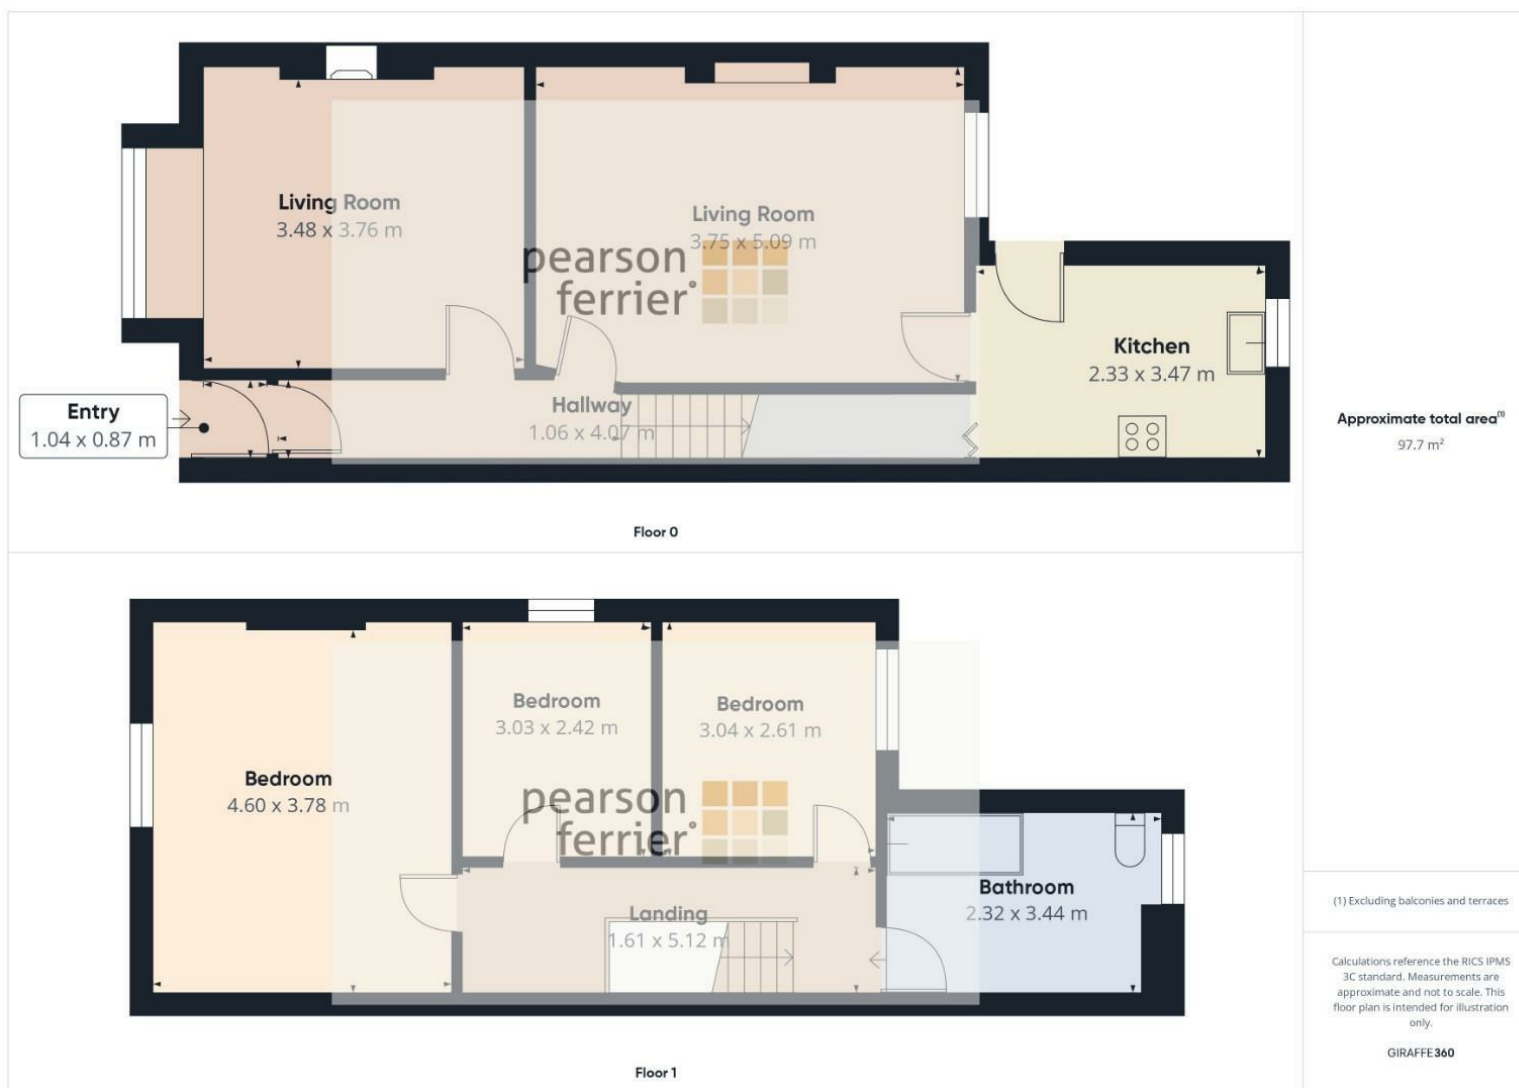 Living Room
3.48 x 3.76 m
Living Room
3.75 x 5.09 m
pearson
ferrier
Kitchen
2.33 x 3.47 m
Entry
1.04 x 0.87 m
Hallway
1.06 x 4.07 m
Floor 0
Approximate total area(1)
97.7 m²
Bedroom
4.60 x 3.78 m
Bedroom
3.03 x 2.42 m
Bedroom
3.04 x 2.61 m
pearson
ferrier
Landing
1.61 x 5.12 m
Bathroom
2.32 x 3.44 m
Floor 1
(1) Excluding balconies and terraces
Calculations reference the RICS IPMS
3C standard. Measurements are
approximate and not to scale. This
floor plan is intended for illustration
only.
GIRAFFE360